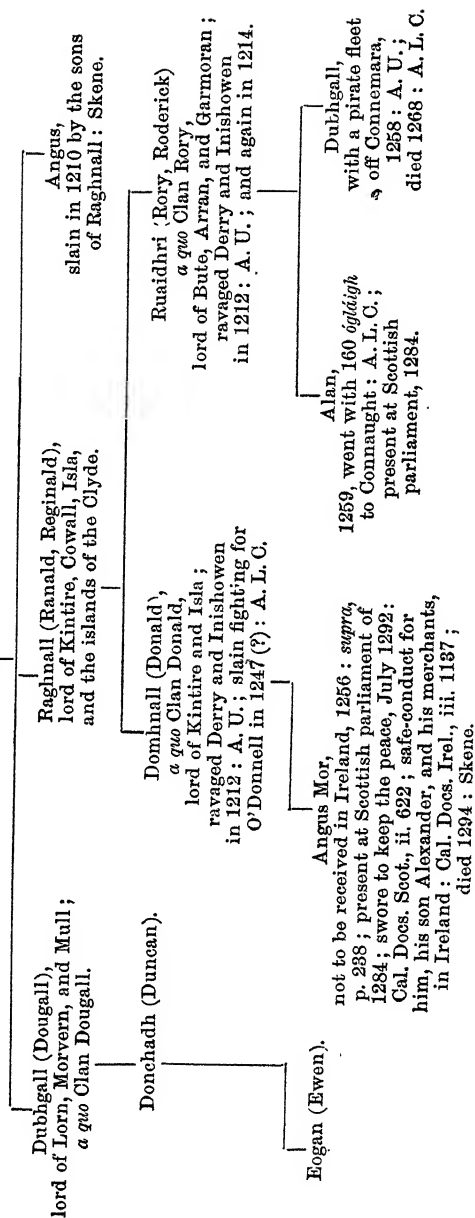 Dubhgall (Dougall),
lord of Lorn, Morvern, and Mull;
a quo Clan Dougall.
Raghnall (Ranald, Reginald),
lord of Kintire, Cowall, Isla,
and the islands of the Clyde.
Angus,
slain in 1210 by the sons
of Raghnall: Skene.
Donchadh (Duncan).
Domhnall (Donald),
a quo Clan Donald,
lord of Kintire and Isla;
ravaged Derry and Inishowen
in 1212: A. U.; slain fighting for
O'Donnell in 1247 (?): A. L. C.
Ruaidhri (Rory, Roderick)
a quo Clan Rory,
lord of Bute, Arran, and Garmoran;
ravaged Derry and Inishowen
in 1212: A. U.; and again in 1214.
Eogan (Ewen).
Angus Mor,
not to be received in Ireland, 1256: supra,
p. 238; present at Scottish parliament of
1284; swore to keep the peace, July 1292:
Cal. Docs. Scot., ii. 622; safe-conduct for
him, his son Alexander, and his merchants,
in Ireland: Cal. Docs. Irel., iii. 1137;
died 1294: Skene.
Alan,
1259, went with 160 óglaígh
to Connaught: A. L. C.;
present at Scottish
parliament, 1284.
Dubhgall,
with a pirate fleet
off Connemara,
1258: A. U.;
died 1268: A. L. C.